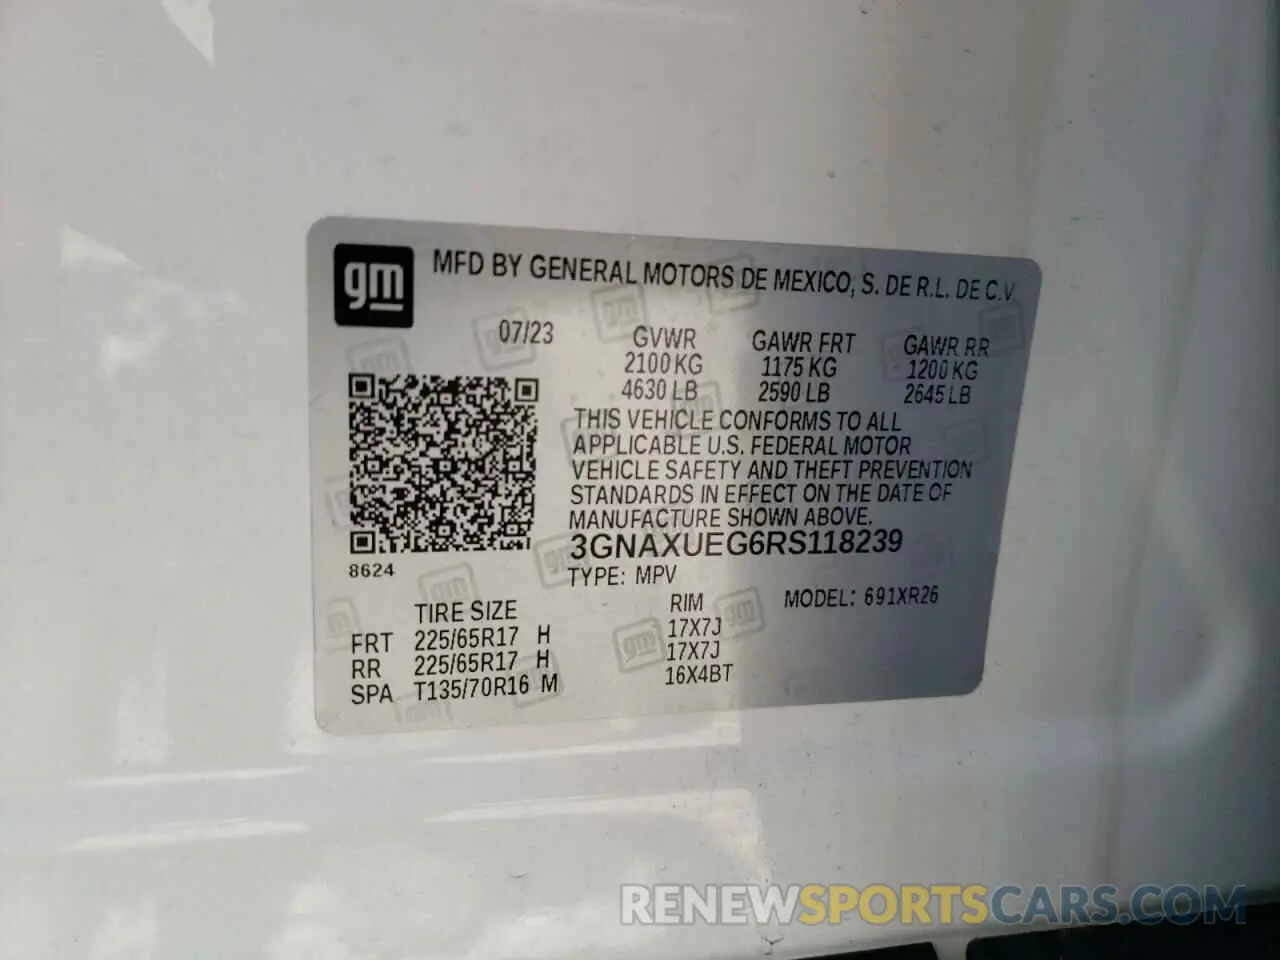 gm
MFD BY GENERAL MOTORS DE MEXICO, S. DE R.L. DE C.V.
07/23 GVWR GAWR FRT GAWR RR
2100 KG 1175 KG 1200 KG
4630 LB 2590 LB 2645 LB
THIS VEHICLE CONFORMS TO ALL
APPLICABLE U.S. FEDERAL MOTOR
VEHICLE SAFETY AND THEFT PREVENTION
STANDARDS IN EFFECT ON THE DATE OF
MANUFACTURE SHOWN ABOVE.
3GNAXUEG6RS118239
8624
TYPE: MPV MODEL: 691XR26
TIRE SIZE RIM
FRT 225/65R17 H 17X7J
RR 225/65R17 H 17X7J
SPA T135/70R16 M 16X4BT
RENEWSPORTSCARS.COM